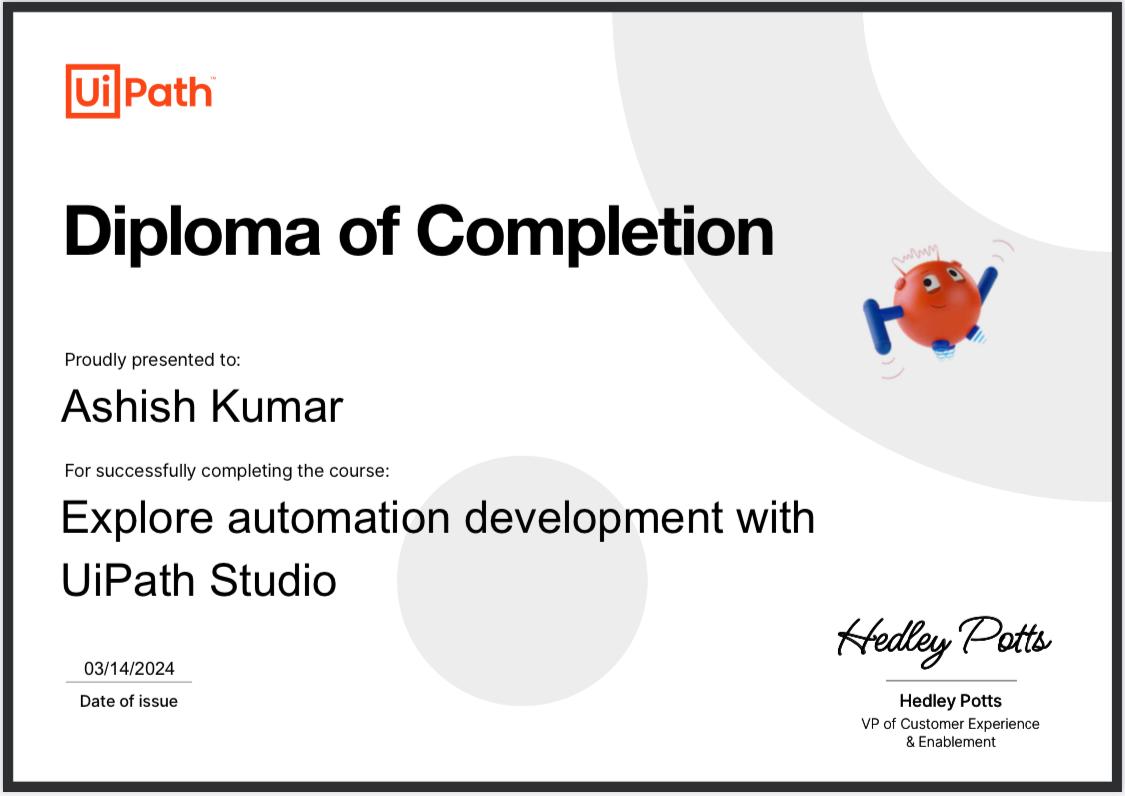 UiPath™
Diploma of Completion
Proudly presented to:
Ashish Kumar
For successfully completing the course:
Explore automation development with
UiPath Studio
03/14/2024
Date of issue
Hedley Potts
Hedley Potts
VP of Customer Experience
& Enablement